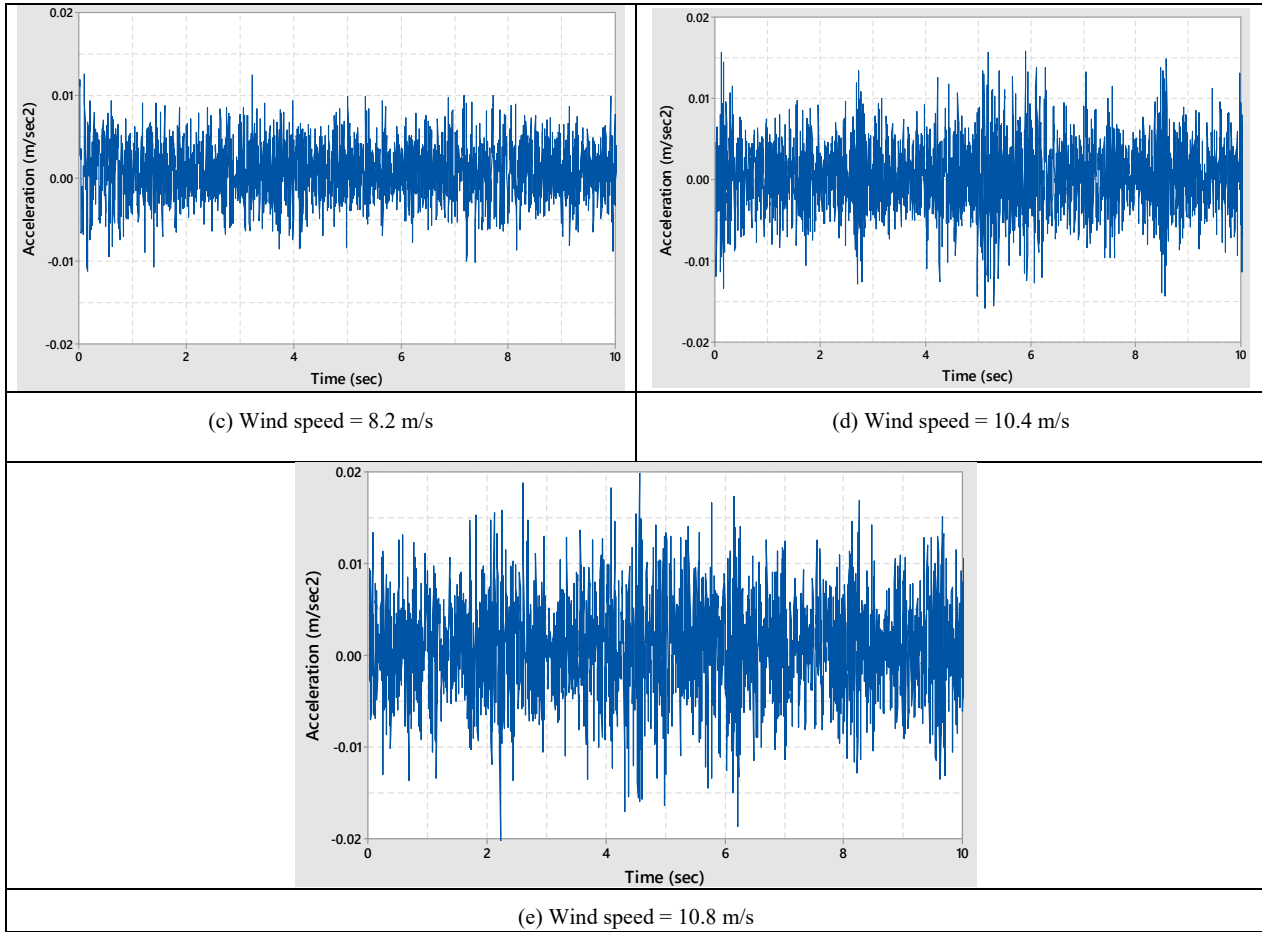 0.02
0.01
0.00
-0.01
-0.02
Acceleration (m/sec2)
0 2 4 6 8 10
Time (sec)
(c) Wind speed = 8.2 m/s
0.02
0.01
0.00
-0.01
-0.02
Acceleration (m/sec2)
0 2 4 6 8 10
Time (sec)
(d) Wind speed = 10.4 m/s
0.02
0.01
0.00
-0.01
-0.02
Acceleration (m/sec2)
0 2 4 6 8 10
Time (sec)
(e) Wind speed = 10.8 m/s